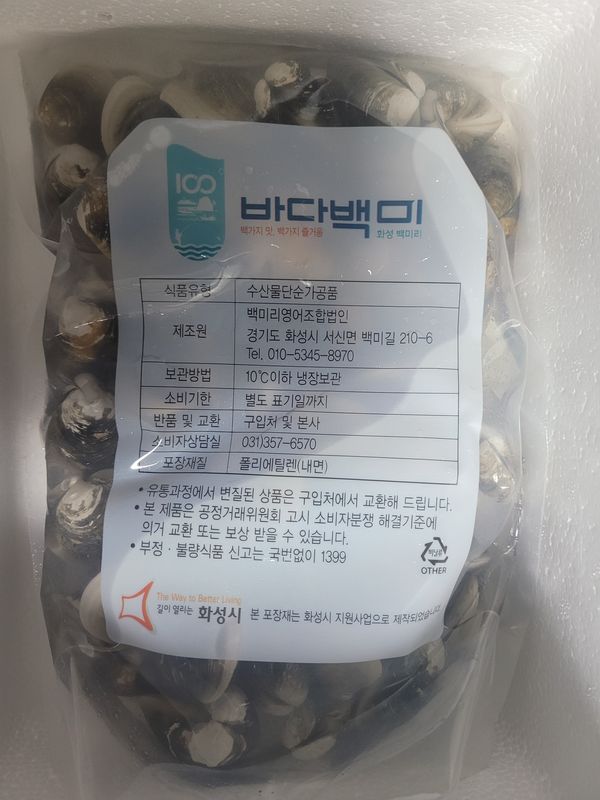 100
바다백미
백가지 맛, 백가지 즐거움 화성 백미리
식품유형 수산물단순가공품
제조원 백미리영어조합법인
경기도 화성시 서신면 백미길 210-6
Tel. 010-5345-8970
보관방법 10℃이하 냉장보관
소비기한 별도 표기일까지
반품 및 교환 구입처 및 본사
소비자상담실 031)357-6570
포장재질 폴리에틸렌(내면)
• 유통과정에서 변질된 상품은 구입처에서 교환해 드립니다.
• 본 제품은 공정거래위원회 고시 소비자분쟁 해결기준에
의거 교환 또는 보상 받을 수 있습니다.
• 부정 · 불량식품 신고는 국번없이 1399
비닐류
OTHER
The Way to Better Living
길이 열리는 화성시 본 포장재는 화성시 지원사업으로 제작되었습니다.